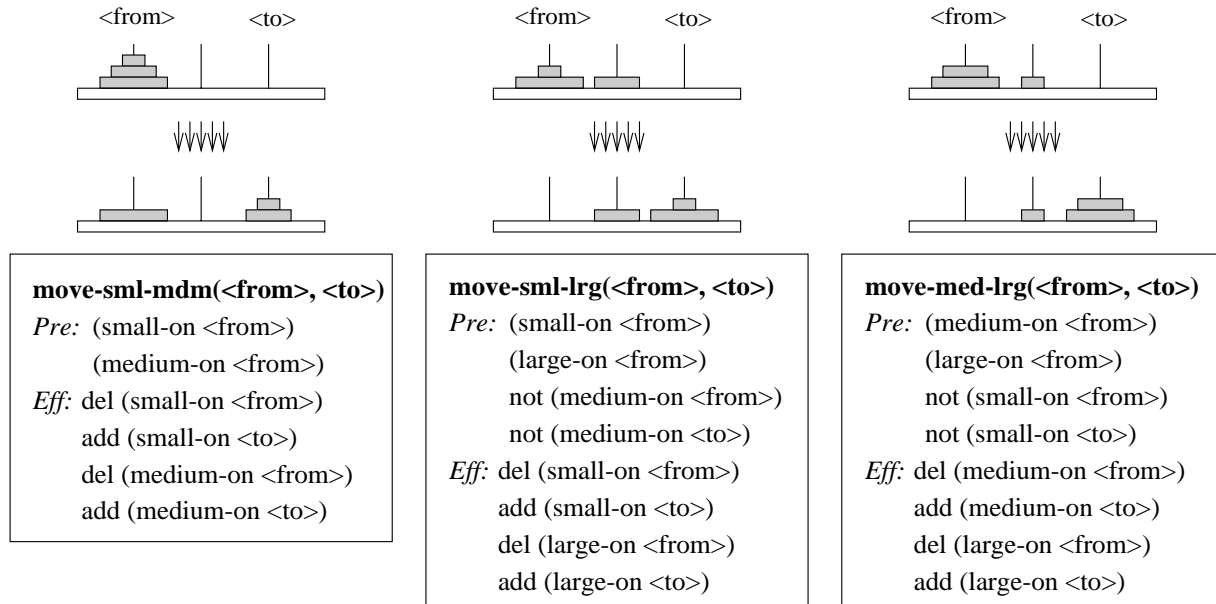 <from> <to>
<from> <to>
<from> <to>
move-sml-mdm(<from>, <to>)
Pre: (small-on <from>)
(medium-on <from>)
Eff: del (small-on <from>)
add (small-on <to>)
del (medium-on <from>)
add (medium-on <to>)
move-sml-lrg(<from>, <to>)
Pre: (small-on <from>)
(large-on <from>)
not (medium-on <from>)
not (medium-on <to>)
Eff: del (small-on <from>)
add (small-on <to>)
del (large-on <from>)
add (large-on <to>)
move-med-lrg(<from>, <to>)
Pre: (medium-on <from>)
(large-on <from>)
not (small-on <from>)
not (small-on <to>)
Eff: del (medium-on <from>)
add (medium-on <to>)
del (large-on <from>)
add (large-on <to>)